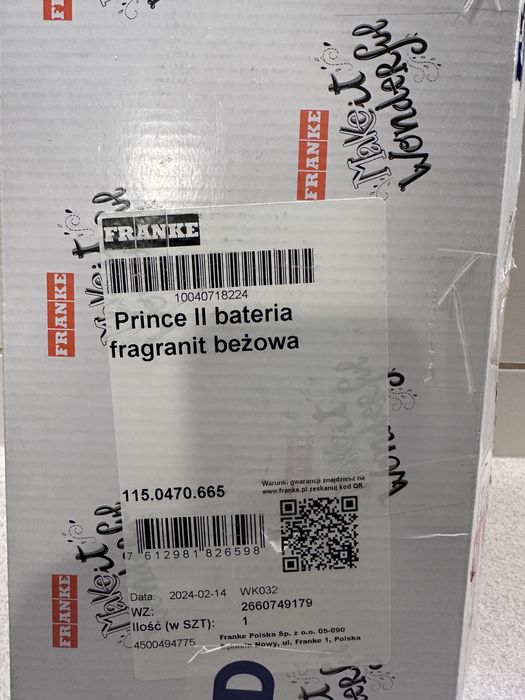 FRANKE
Make it
Wonderful
FRANKE
FRANKE
10040718224
Prince II bateria
fragranit beżowa
FRANKE
115.0470.665
Warunki gwarancji znajdziesz na
www.franke.pl zeskanuj kod QR.
7 612981 826598
Data: 2024-02-14 WK032
WZ: 2660749179
Ilość (w SZT): 1
4500494775
Franke Polska Sp. z o.o. 05-090
Nowy, ul. Franke 1, Polska
FRANKE
Make it
D